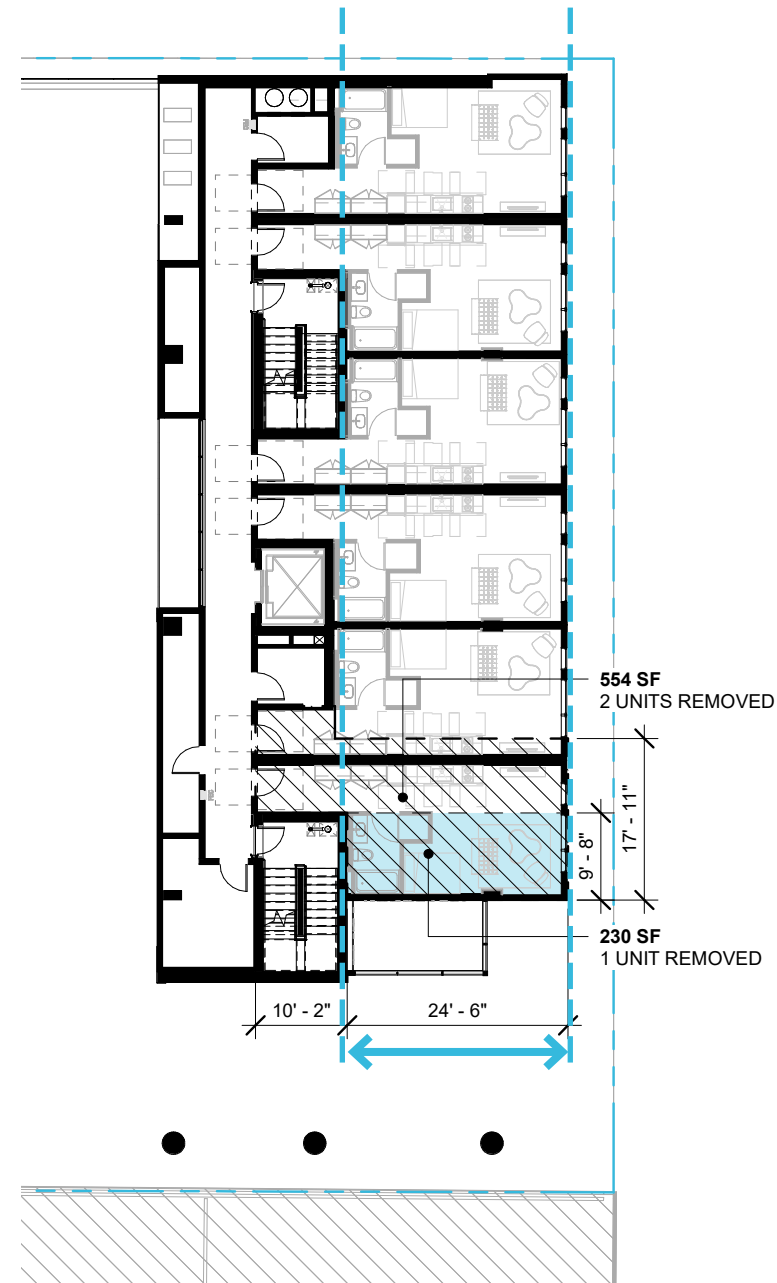 554 SF
2 UNITS REMOVED
17' - 11"
9' - 8"
230 SF
1 UNIT REMOVED
10' - 2"
24' - 6"